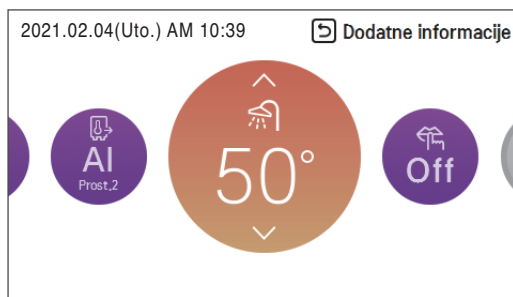 2021.02.04(Uto.) AM 10:39
Dodatne informacije
AI
Prost.2
50°
Off